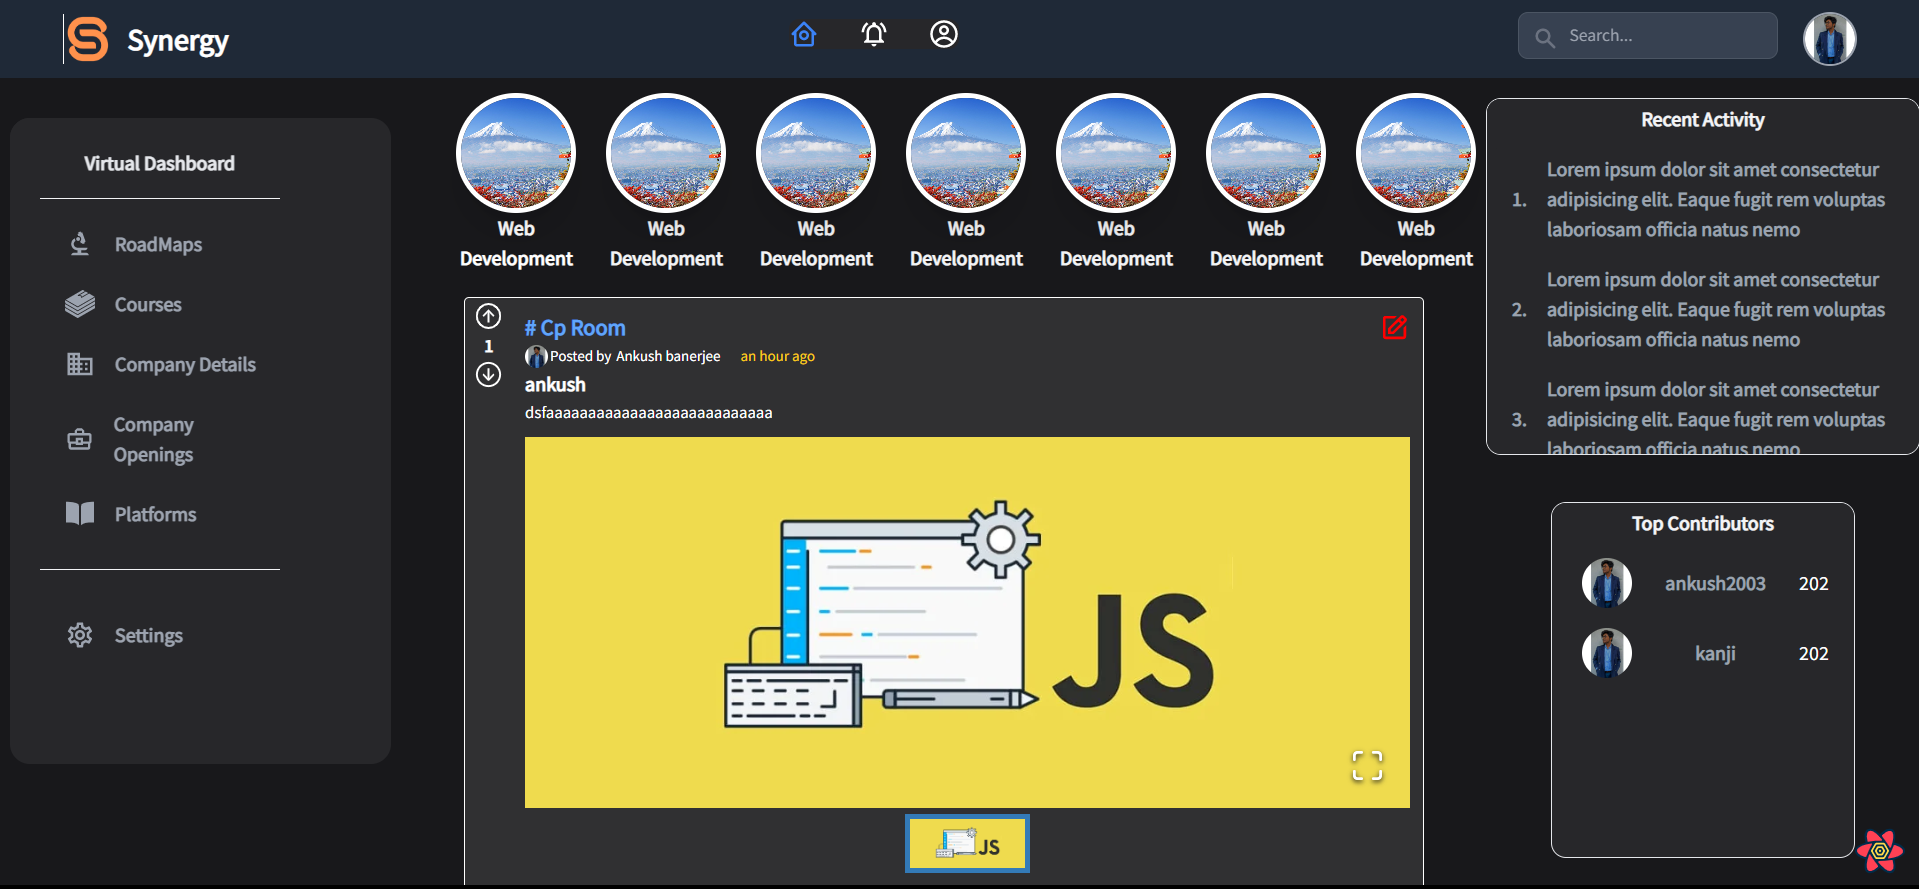 Synergy
Search...
Virtual Dashboard
RoadMaps
Courses
Company Details
Company
Openings
Platforms
Settings
Web
Development
Web
Development
Web
Development
Web
Development
Web
Development
Web
Development
Web
Development
1
# Cp Room
Posted by Ankush banerjee an hour ago
ankush
dsfaaaaaaaaaaaaaaaaaaaaaaaaaaa
JS
JS
Recent Activity
1. Lorem ipsum dolor sit amet consectetur
adipisicing elit. Eaque fugit rem voluptas
laboriosam officia natus nemo
2. Lorem ipsum dolor sit amet consectetur
adipisicing elit. Eaque fugit rem voluptas
laboriosam officia natus nemo
3. Lorem ipsum dolor sit amet consectetur
adipisicing elit. Eaque fugit rem voluptas
laboriosam officia natus nemo
Top Contributors
ankush2003 202
kanji 202